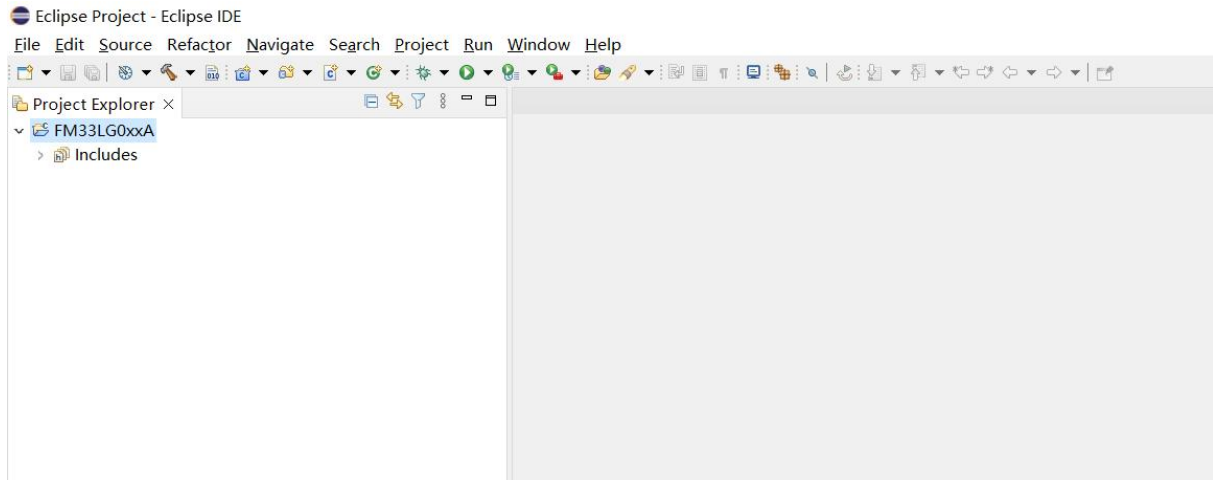 Eclipse Project - Eclipse IDE
File Edit Source Refactor Navigate Search Project Run Window Help
Project Explorer
FM33LG0xxA
Includes